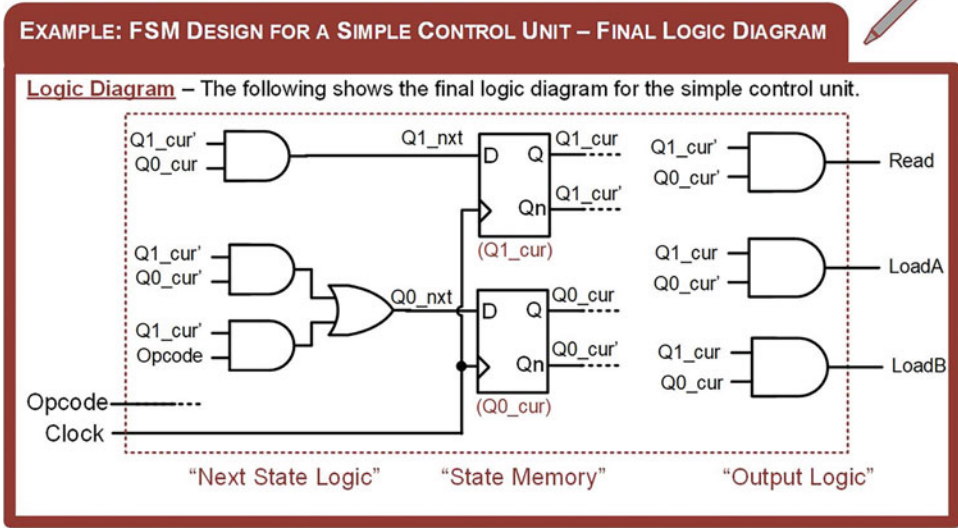 EXAMPLE: FSM DESIGN FOR A SIMPLE CONTROL UNIT – FINAL LOGIC DIAGRAM
Logic Diagram – The following shows the final logic diagram for the simple control unit.
Q1_cur'
Q0_cur
Q1_nxt
D
Q
Qn
Q1_cur
Q1_cur'
(Q1_cur)
Q1_cur'
Q0_cur'
Read
Q1_cur'
Q0_cur'
Q1_cur'
Opcode
Q0_nxt
D
Q
Qn
Q0_cur
Q0_cur'
(Q0_cur)
Q1_cur
Q0_cur'
LoadA
Q1_cur
Q0_cur
LoadB
Opcode
Clock
“Next State Logic”
“State Memory”
“Output Logic”